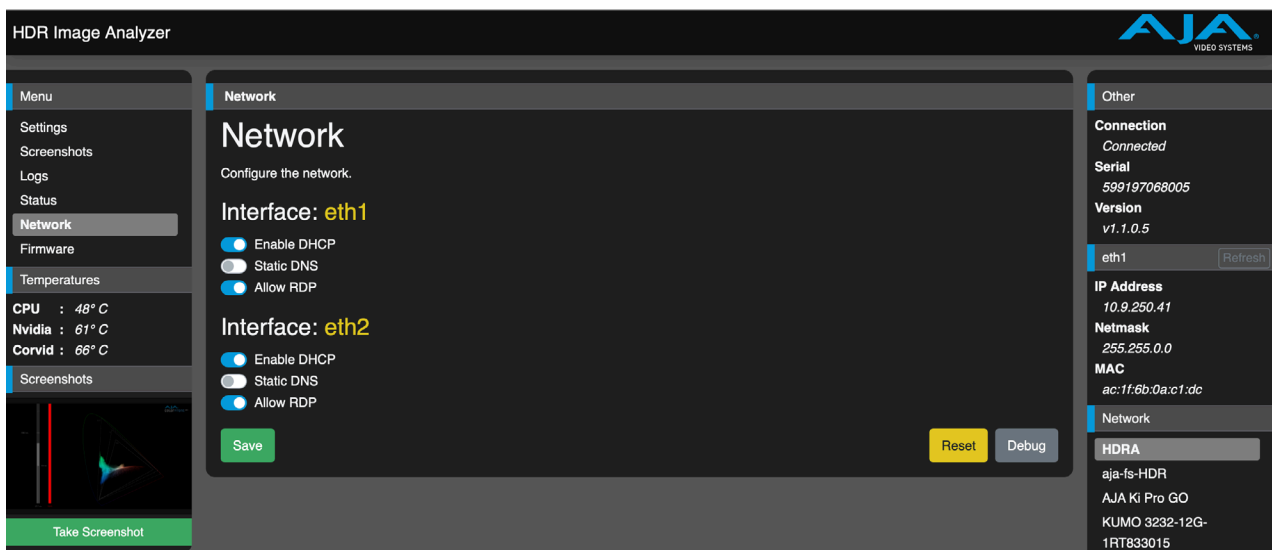 HDR Image Analyzer
AJA
VIDEO SYSTEMS
Menu
Settings
Screenshots
Logs
Status
Network
Firmware
Temperatures
CPU : 48° C
Nvidia : 61° C
Corvid : 66° C
Screenshots
Take Screenshot
Network
Network
Configure the network.
Interface: eth1
Enable DHCP
Static DNS
Allow RDP
Interface: eth2
Enable DHCP
Static DNS
Allow RDP
Save
Reset
Debug
Other
Connection
Connected
Serial
599197068005
Version
v1.1.0.5
eth1
Refresh
IP Address
10.9.250.41
Netmask
255.255.0.0
MAC
ac:1f:6b:0a:c1:dc
Network
HDRA
aja-fs-HDR
AJA Ki Pro GO
KUMO 3232-12G-
1RT833015